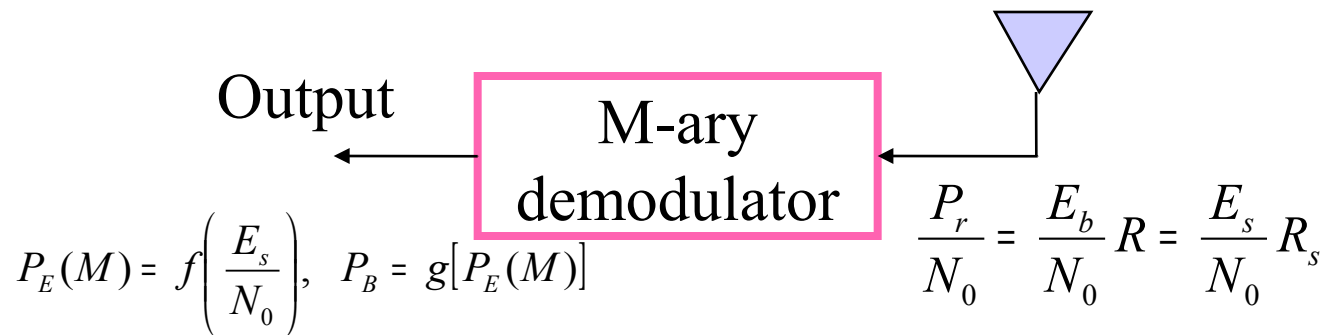 Output
M-ary
demodulator
P_E(M) = f(E_s/N_0), P_B = g[P_E(M)]
P_r/N_0 = E_b/N_0 R = E_s/N_0 R_s